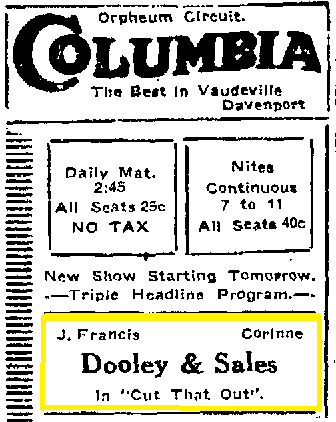 Orpheum Circuit.
COLUMBIA
The Best in Vaudeville
Davenport
Daily Mat.
2:45
All Seats 25c
NO TAX
Nites
Continuous
7 to 11
All Seats 40c
New Show Starting Tomorrow.
—Triple Headline Program.—
J. Francis Corinne
Dooley & Sales
In "Cut That Out".